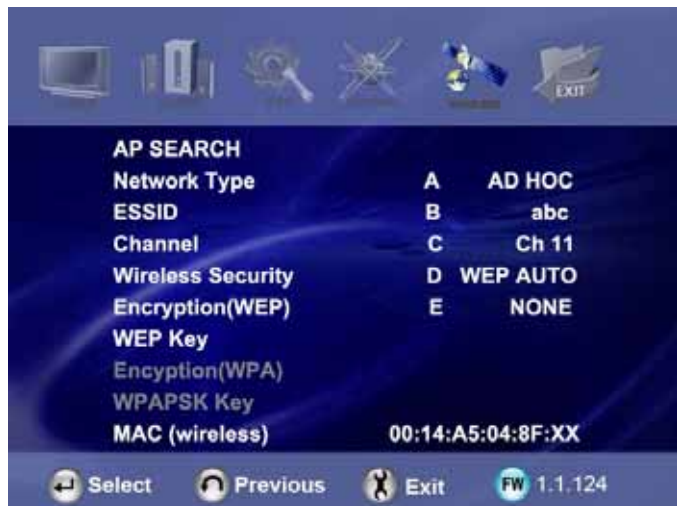 EXIT
AP SEARCH
Network Type A AD HOC
ESSID B abc
Channel C Ch 11
Wireless Security D WEP AUTO
Encryption(WEP) E NONE
WEP Key
Encyption(WPA)
WPAPSK Key
MAC (wireless) 00:14:A5:04:8F:XX
Select Previous Exit FW 1.1.124